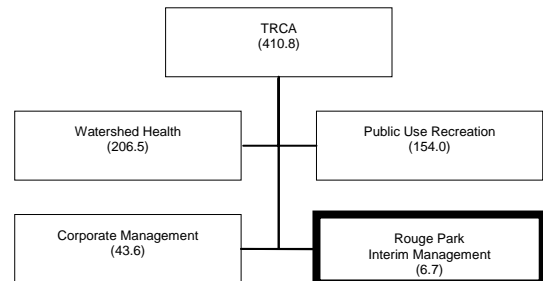 TRCA
(410.8)
Watershed Health
(206.5)
Public Use Recreation
(154.0)
Corporate Management
(43.6)
Rouge Park
Interim Management
(6.7)